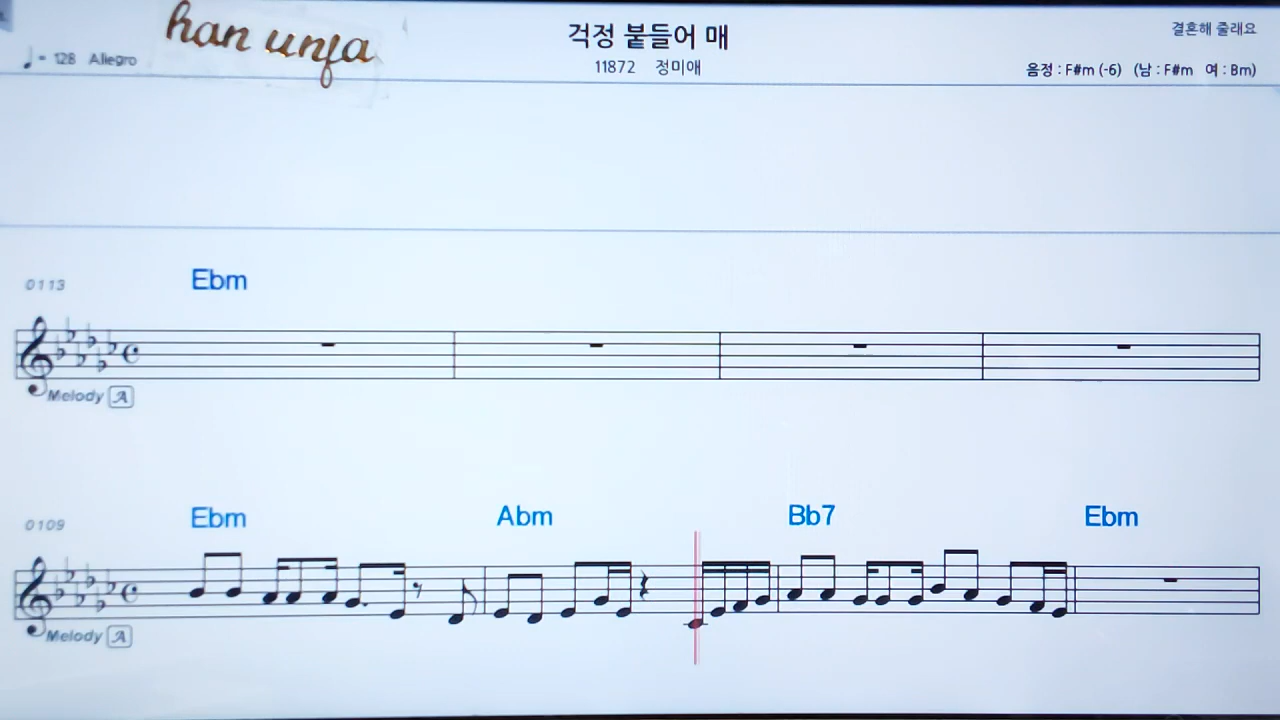 han unfa
걱정 붙들어 매
결혼해 줄래요
♩ = 128 Allegro
11872 정미애
음정 : F#m (-6) (남 : F#m 여 : Bm)
0113
Ebm
Melody A
0109
Ebm Abm Bb7 Ebm
Melody A